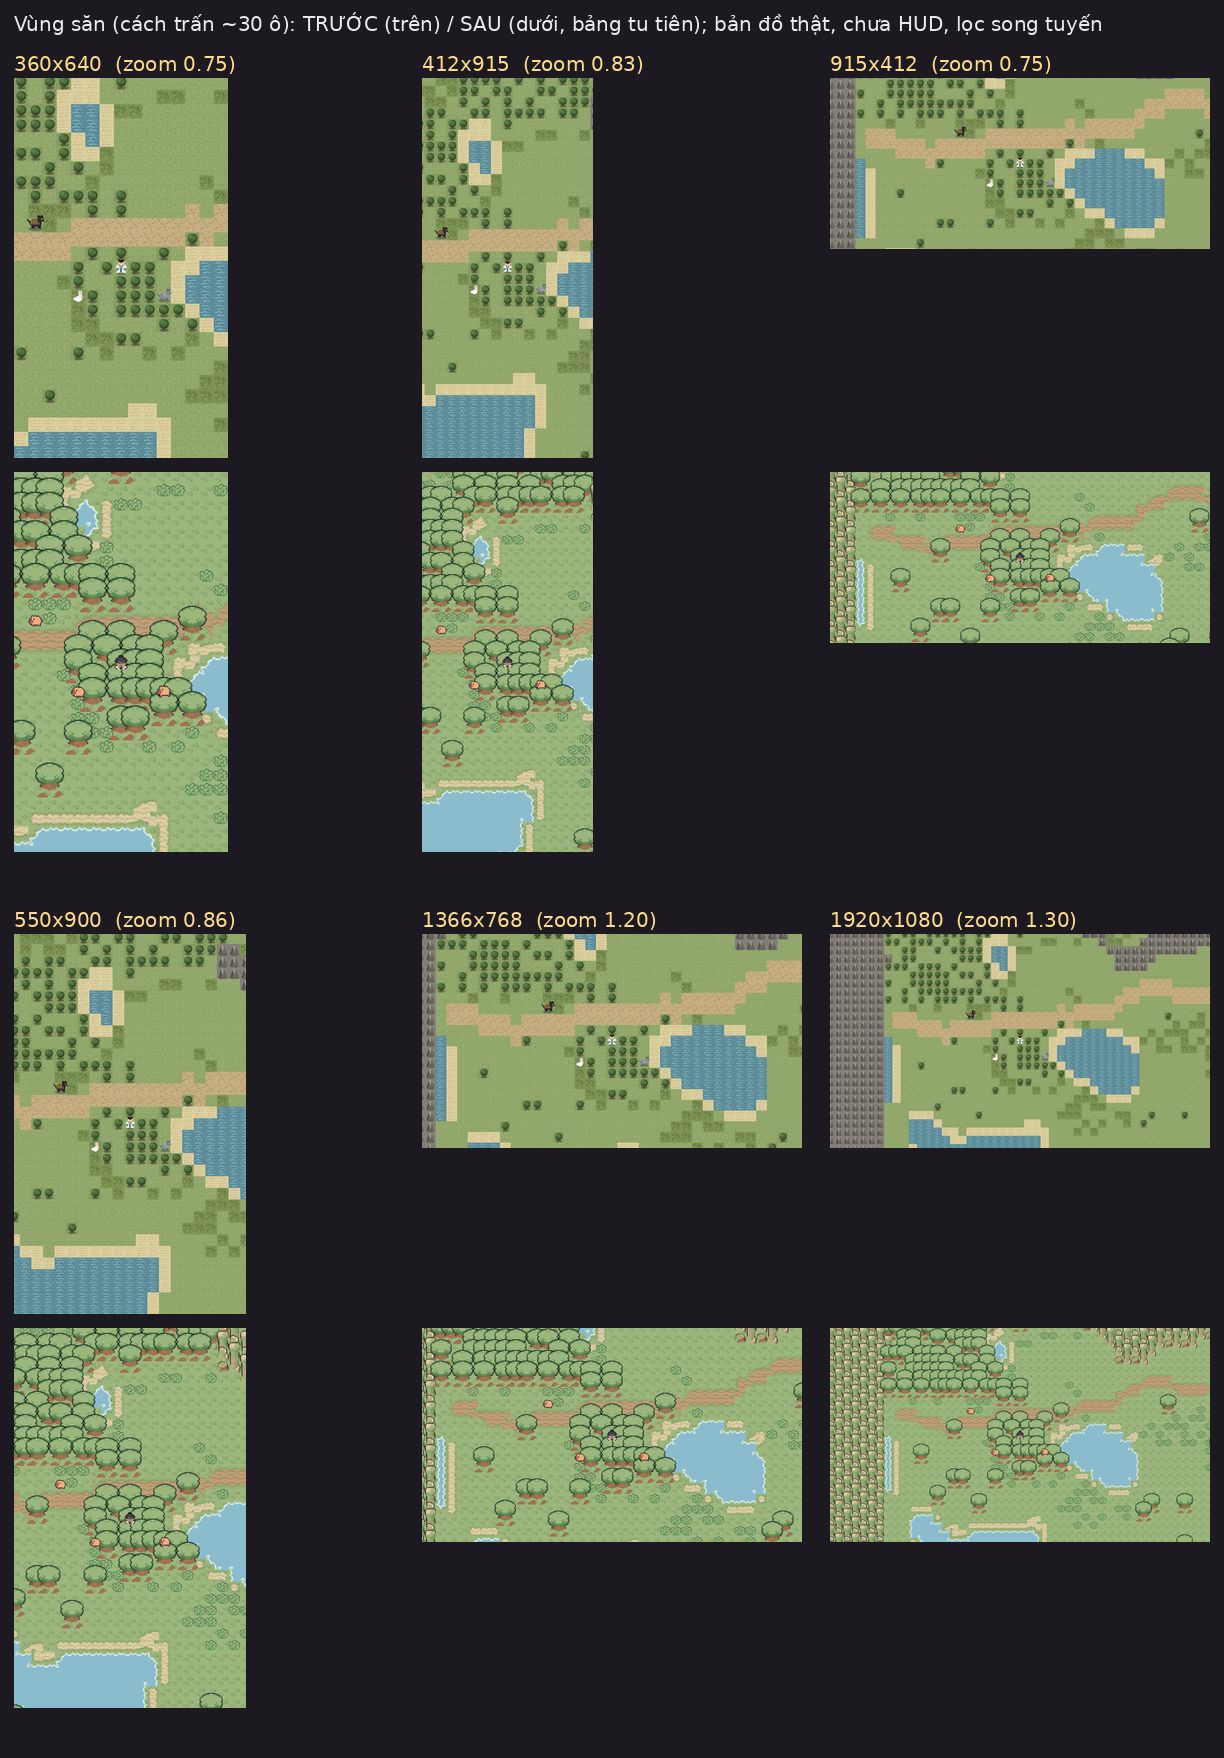 Vùng săn (cách trấn ~30 ô): TRƯỚC (trên) / SAU (dưới, bảng tu tiên); bản đồ thật, chưa HUD, lọc song tuyến
360x640 (zoom 0.75)
412x915 (zoom 0.83)
915x412 (zoom 0.75)
550x900 (zoom 0.86)
1366x768 (zoom 1.20)
1920x1080 (zoom 1.30)